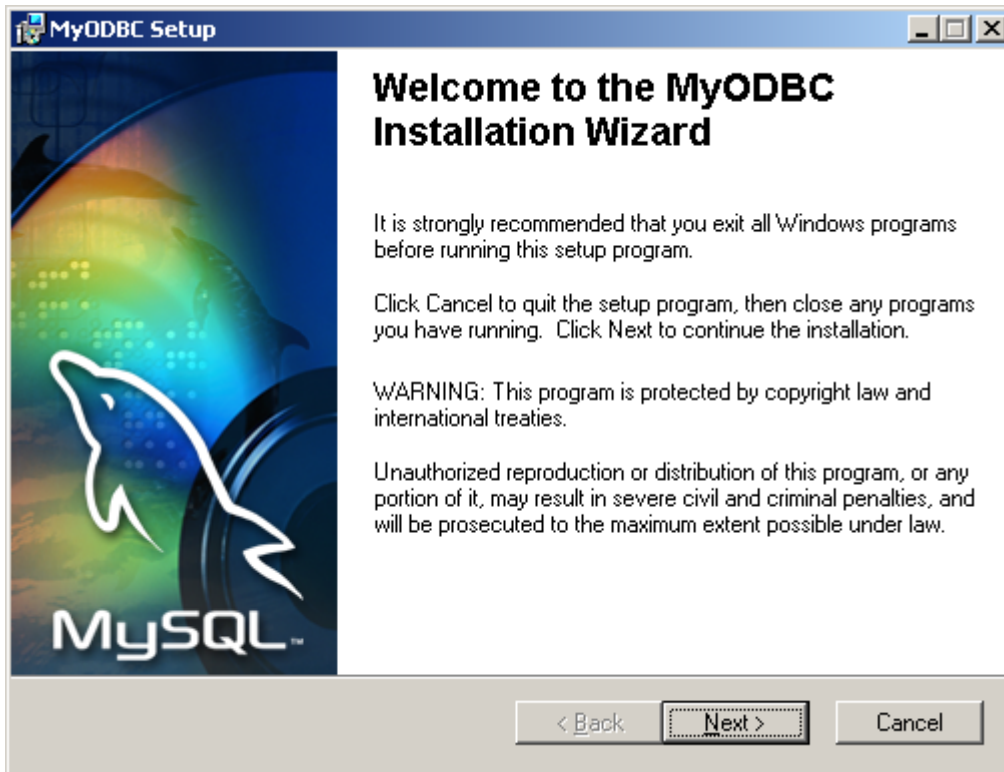 MyODBC Setup
Welcome to the MyODBC
Installation Wizard
It is strongly recommended that you exit all Windows programs
before running this setup program.
Click Cancel to quit the setup program, then close any programs
you have running.  Click Next to continue the installation.
WARNING: This program is protected by copyright law and
international treaties.
Unauthorized reproduction or distribution of this program, or any
portion of it, may result in severe civil and criminal penalties, and
will be prosecuted to the maximum extent possible under law.
MySQL™
< Back Next > Cancel